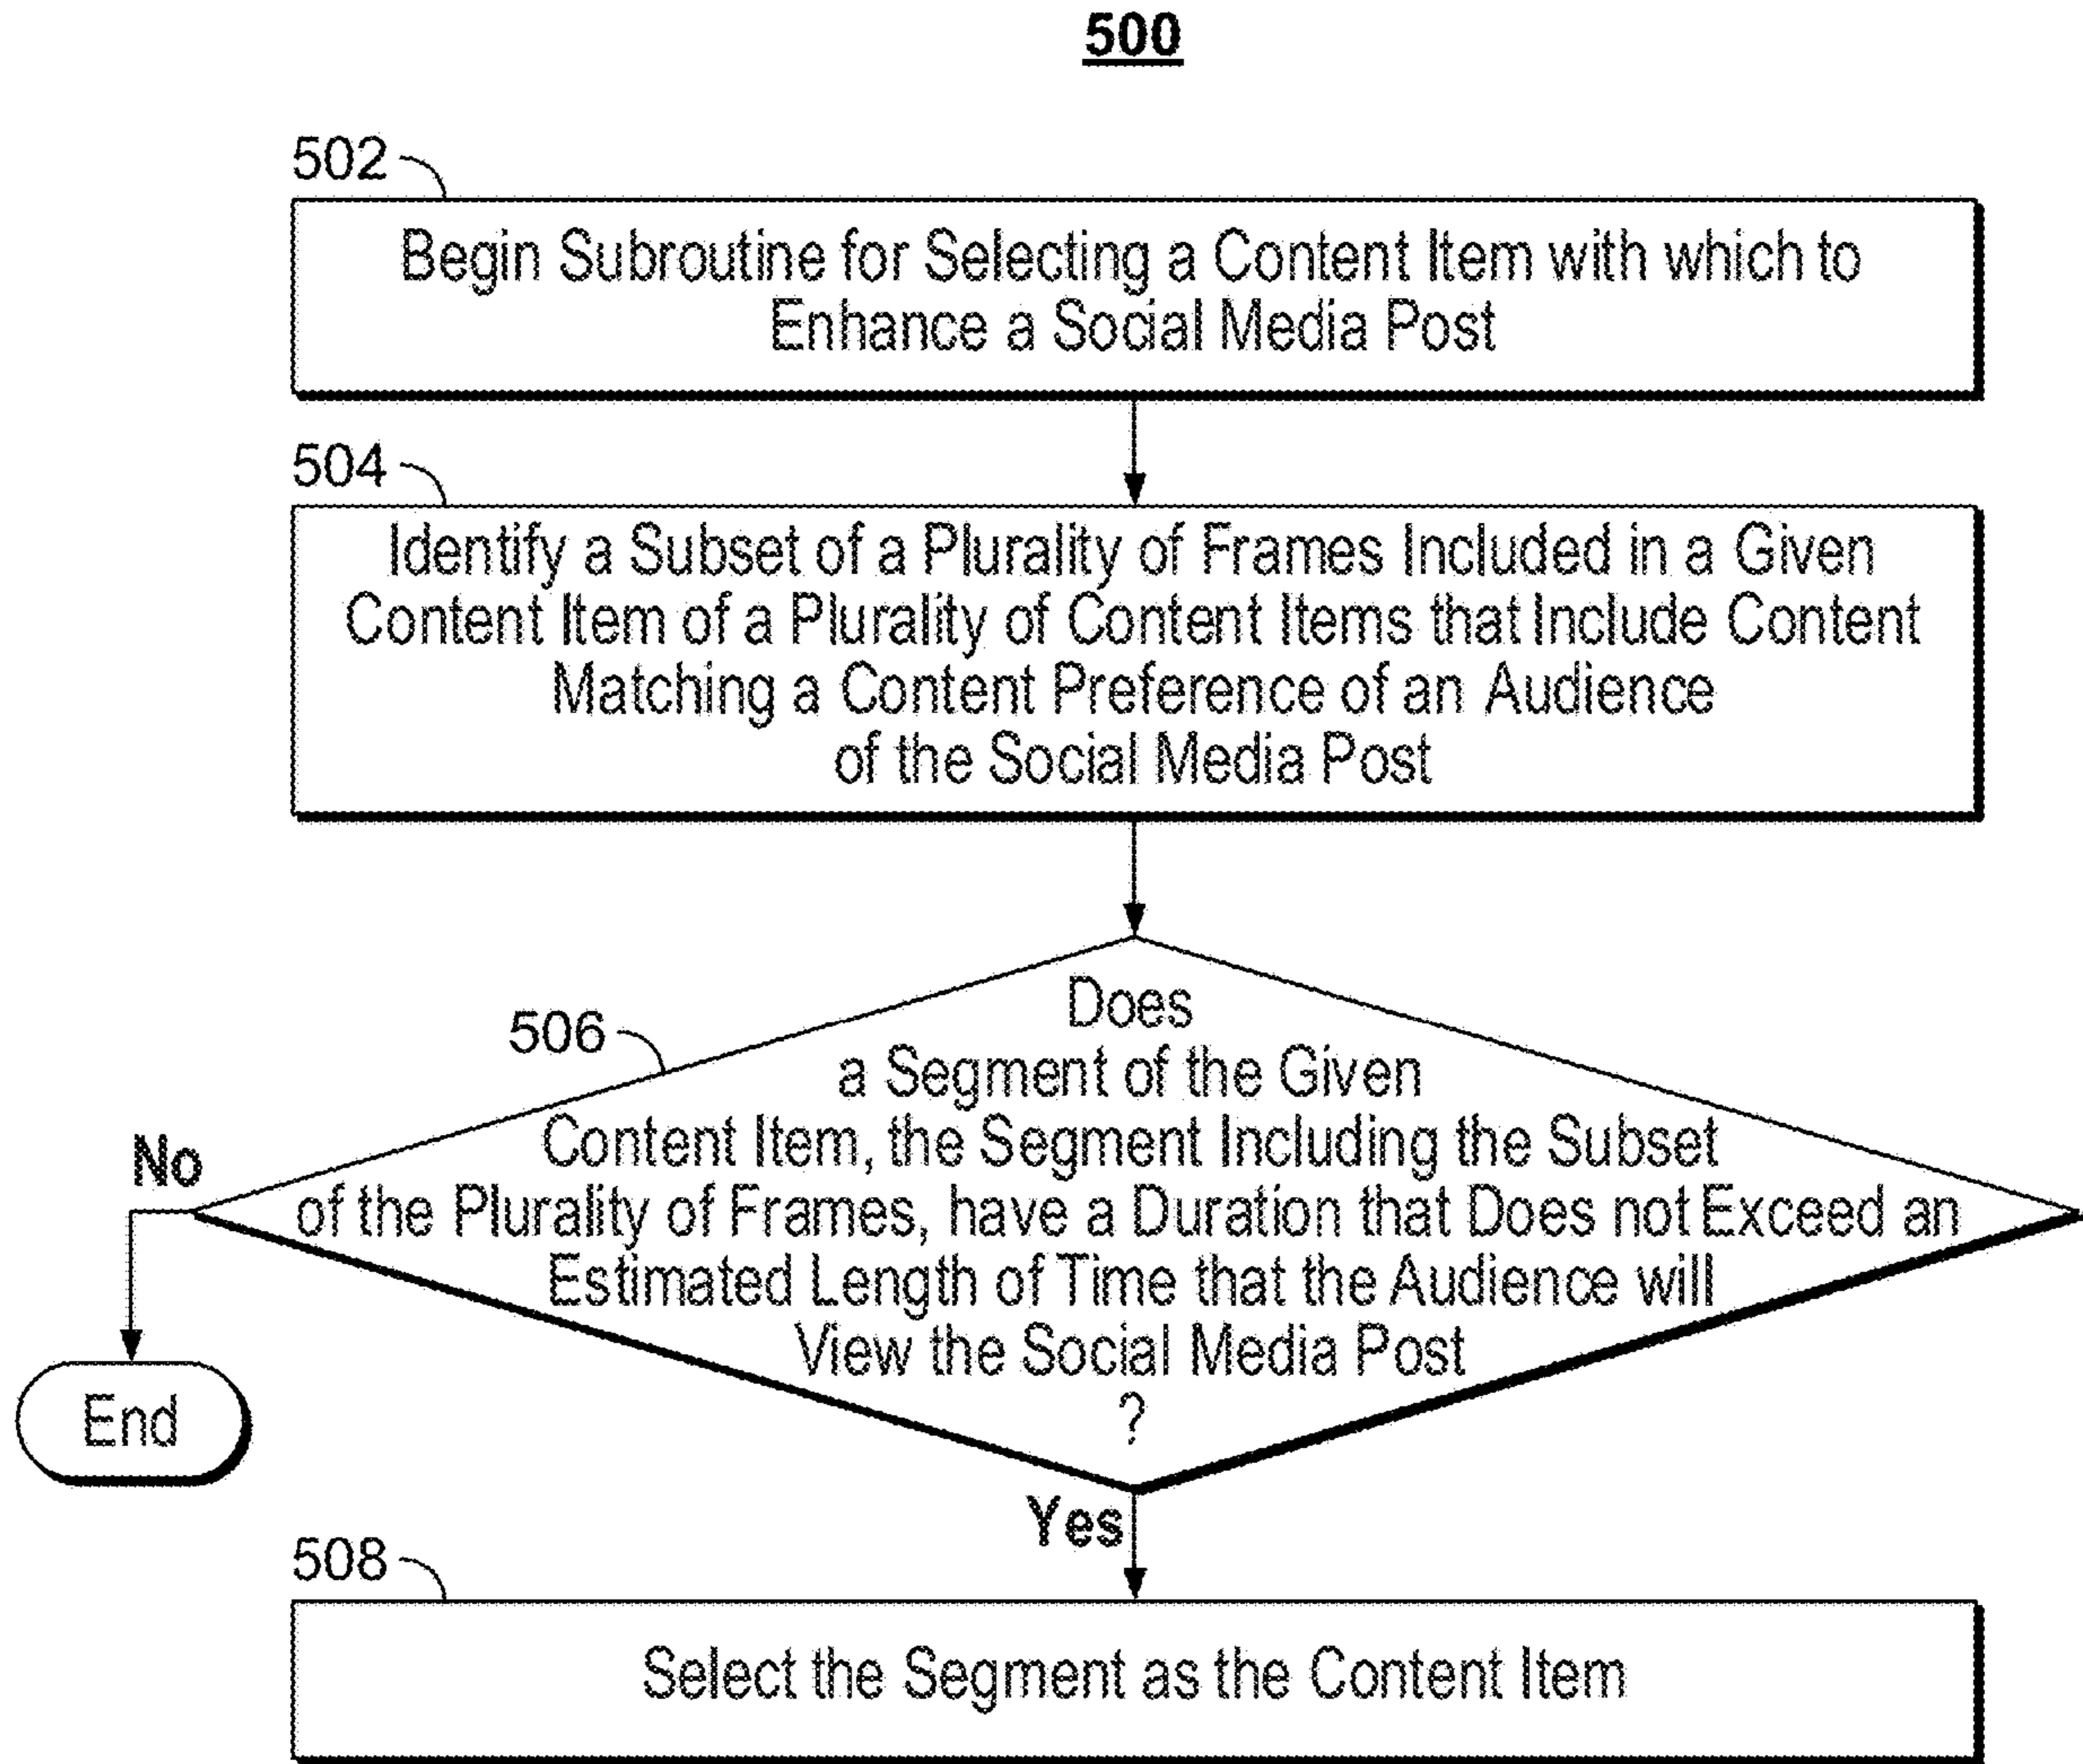 500
502
Begin Subroutine for Selecting a Content Item with which to
Enhance a Social Media Post
504
Identify a Subset of a Plurality of Frames Included in a Given
Content Item of a Plurality of Content Items that Include Content
Matching a Content Preference of an Audience
of the Social Media Post
506
Does
a Segment of the Given
Content Item, the Segment Including the Subset
of the Plurality of Frames, have a Duration that Does not Exceed an
Estimated Length of Time that the Audience will
View the Social Media Post
?
No
End
Yes
508
Select the Segment as the Content Item